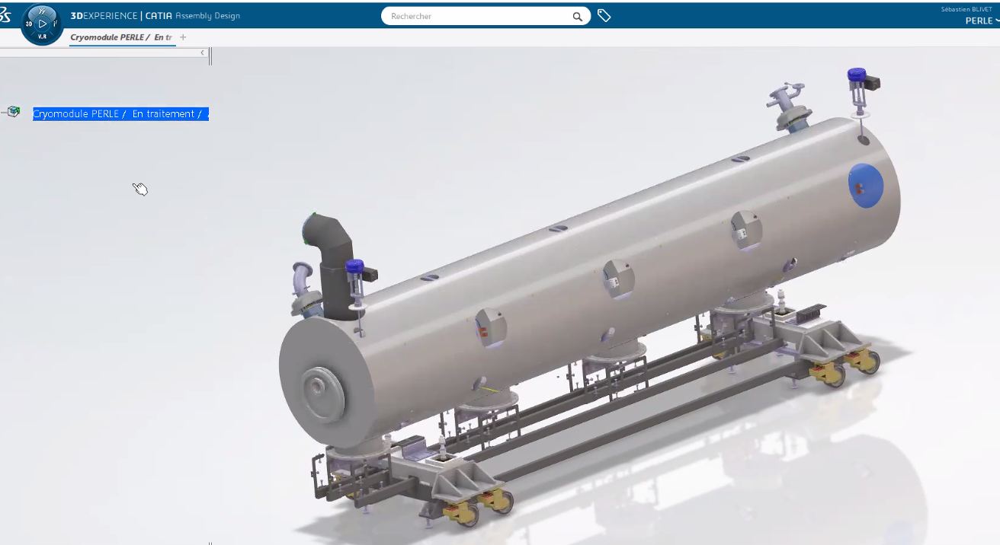 3DEXPERIENCE | CATIA Assembly Design
Rechercher
Sébastien BLIVET
PERLE
3D
V.R
Cryomodule PERLE / En tr
Cryomodule PERLE / En traitement /